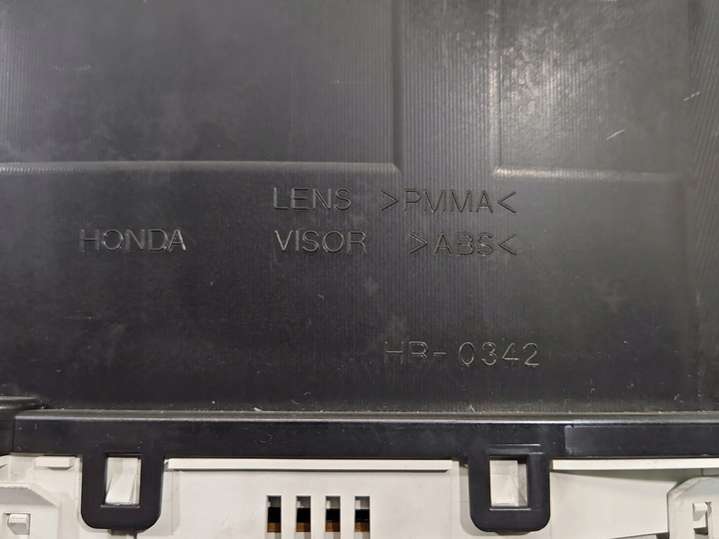 LENS >PMMA<
HONDA VISOR >ABS<
HR-0342